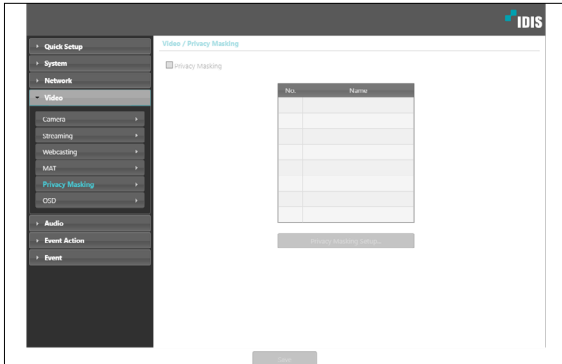 IDIS
Quick Setup
System
Network
Video
Camera
Streaming
Webcasting
MAT
Privacy Masking
OSD
Audio
Event Action
Event
Video / Privacy Masking
Privacy Masking
No. Name
Privacy Masking Setup...
Save